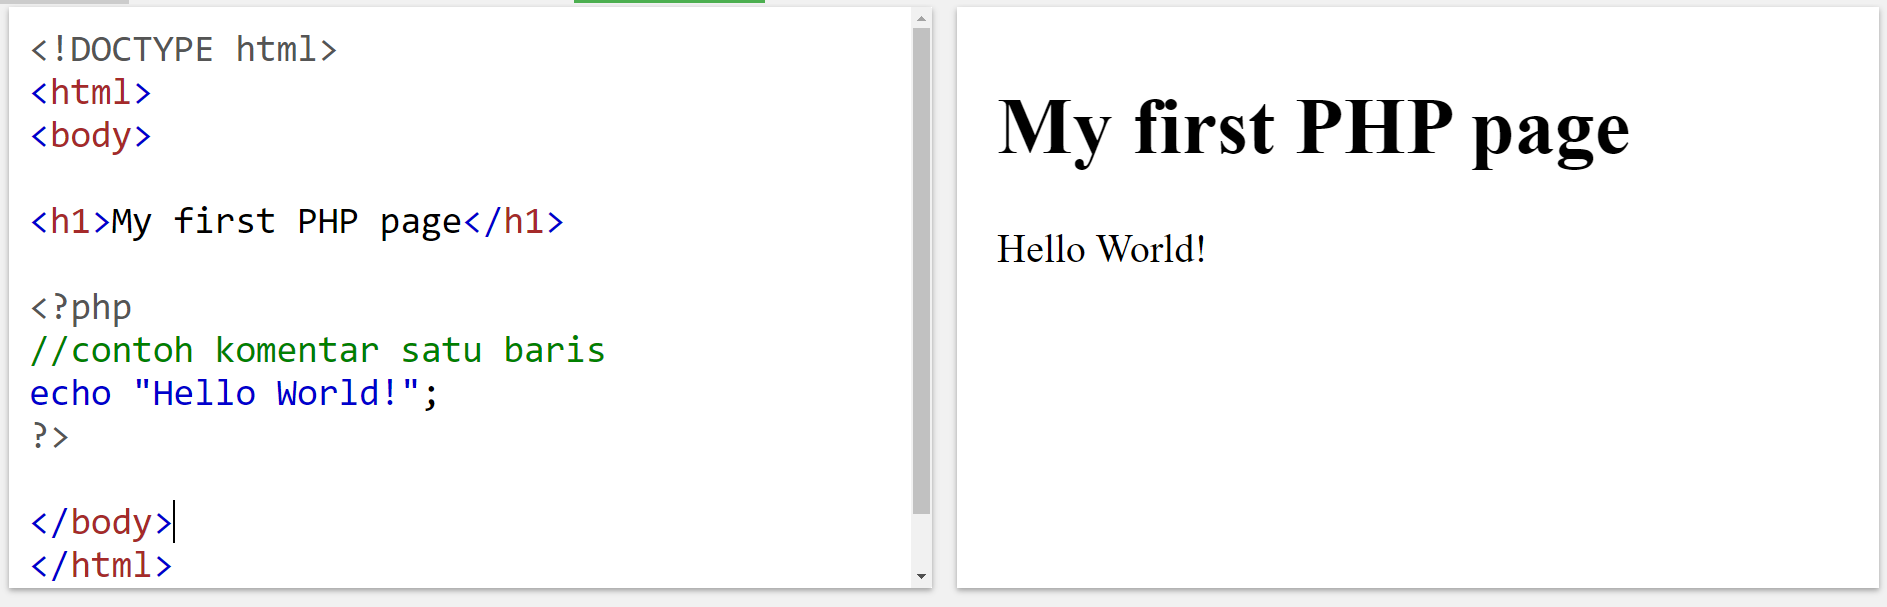 <!DOCTYPE html>
<html>
<body>
<h1>My first PHP page</h1>
<?php
//contoh komentar satu baris
echo "Hello World!";
?>
</body>
</html>
My first PHP page
Hello World!